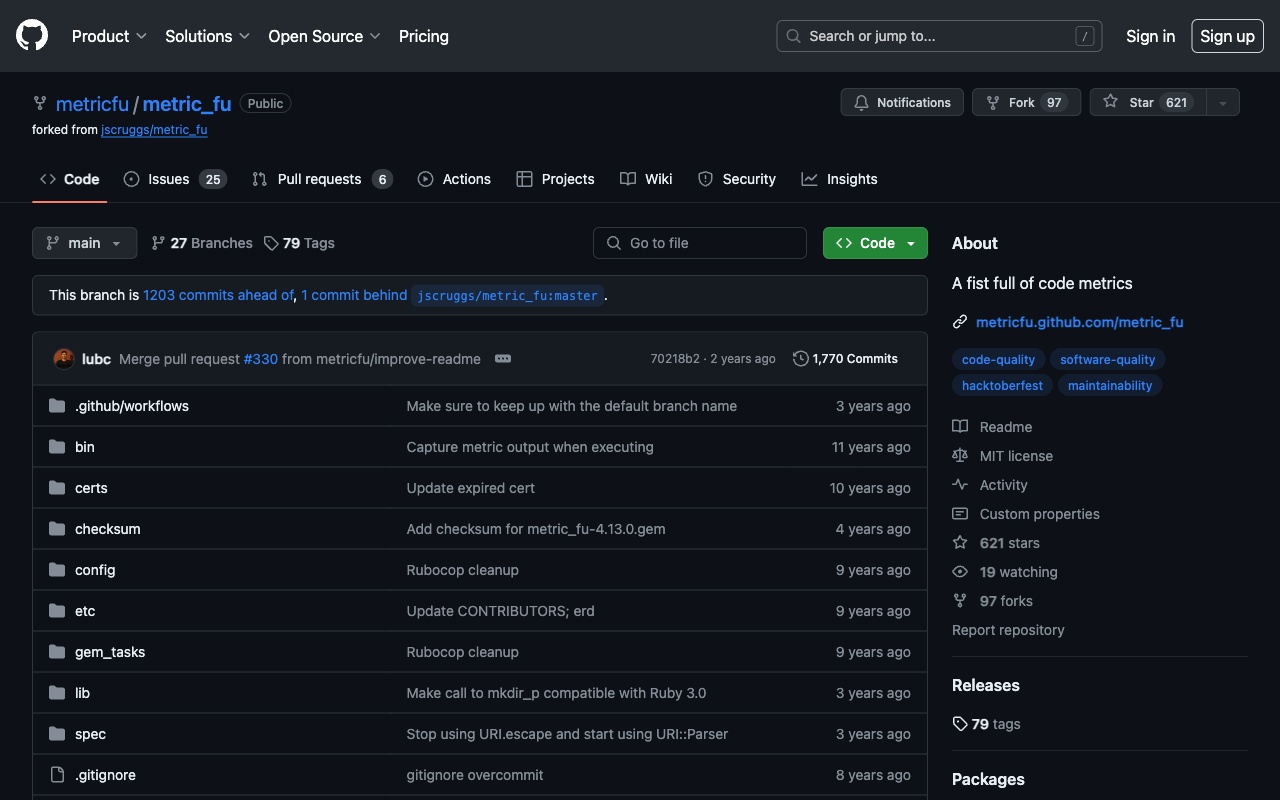 Product Solutions Open Source Pricing Search or jump to... / Sign in Sign up
metricfu / metric_fu Public Notifications Fork 97 Star 621
forked from jscruggs/metric_fu
Code Issues 25 Pull requests 6 Actions Projects Wiki Security Insights
main 27 Branches 79 Tags Go to file Code
This branch is 1203 commits ahead of, 1 commit behind jscruggs/metric_fu:master .
lubc Merge pull request #330 from metricfu/improve-readme 70218b2 · 2 years ago 1,770 Commits
.github/workflows Make sure to keep up with the default branch name 3 years ago
bin Capture metric output when executing 11 years ago
certs Update expired cert 10 years ago
checksum Add checksum for metric_fu-4.13.0.gem 4 years ago
config Rubocop cleanup 9 years ago
etc Update CONTRIBUTORS; erd 9 years ago
gem_tasks Rubocop cleanup 9 years ago
lib Make call to mkdir_p compatible with Ruby 3.0 3 years ago
spec Stop using URI.escape and start using URI::Parser 3 years ago
.gitignore gitignore overcommit 8 years ago
About
A fist full of code metrics
metricfu.github.com/metric_fu
code-quality software-quality
hacktoberfest maintainability
Readme
MIT license
Activity
Custom properties
621 stars
19 watching
97 forks
Report repository
Releases
79 tags
Packages